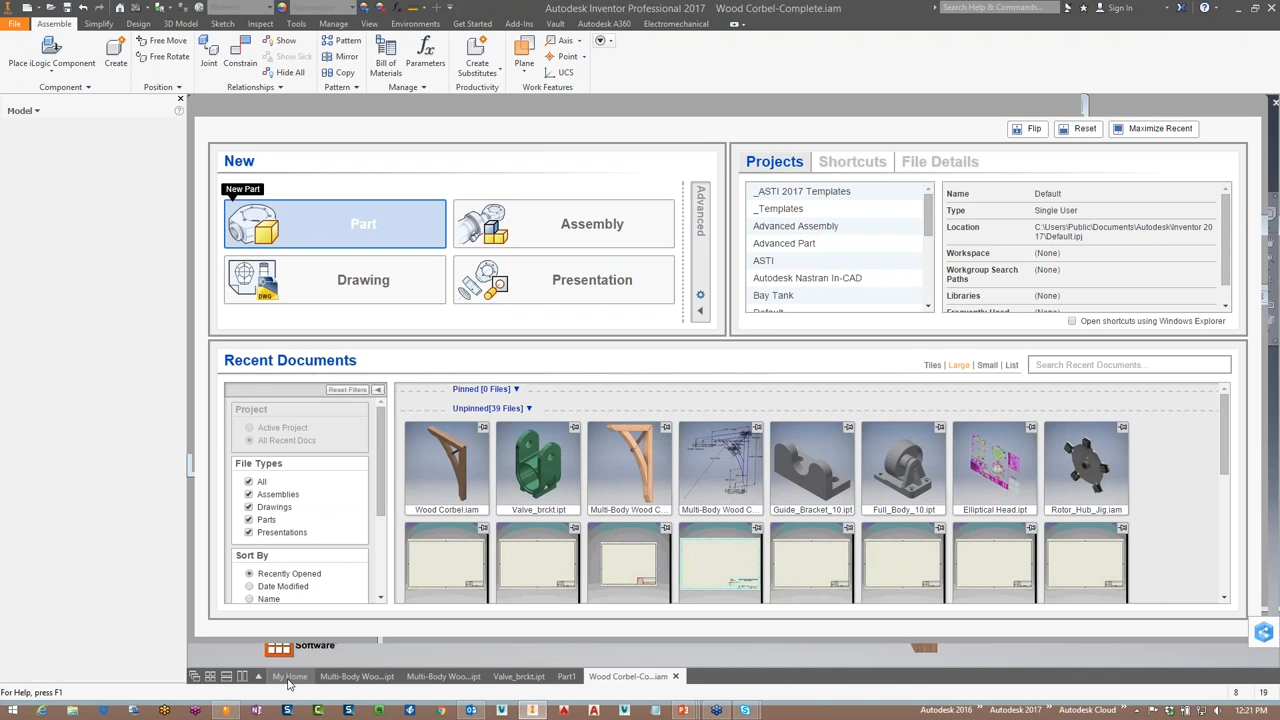 Material
Appearance
Autodesk Inventor Professional 2017   Wood Corbel-Complete.iam
Search Help & Commands...
Sign In
File Assemble Simplify Design 3D Model Sketch Inspect Tools Manage View Environments Get Started Add-Ins Vault Autodesk A360 Electromechanical
Place iLogic Component
Create
Free Move
Free Rotate
Joint
Constrain
Show
Show Sick
Hide All
Pattern
Mirror
Copy
Bill of Materials
Parameters
Create Substitutes
Plane
Axis
Point
UCS
Component Position Relationships Pattern Manage Productivity Work Features
Model
Flip Reset Maximize Recent
New
New Part
Part
Assembly
Drawing
Presentation
DWG
Advanced
Projects Shortcuts File Details
_ASTI 2017 Templates
_Templates
Advanced Assembly
Advanced Part
ASTI
Autodesk Nastran In-CAD
Bay Tank
Default
Name Default
Type Single User
Location C:\Users\Public\Documents\Autodesk\Inventor 2017\Default.ipj
Workspace (None)
Workgroup Search Paths (None)
Libraries (None)
Frequently Used (None)
Open shortcuts using Windows Explorer
Recent Documents
Tiles | Large | Small | List
Search Recent Documents...
Reset Filters
Project
Active Project
All Recent Docs
File Types
All
Assemblies
Drawings
Parts
Presentations
Sort By
Recently Opened
Date Modified
Name
Pinned [0 Files]
Unpinned[39 Files]
Wood Corbel.iam
Valve_brckt.ipt
Multi-Body Wood C...
Multi-Body Wood C...
Guide_Bracket_10.ipt
Full_Body_10.ipt
Elliptical Head.ipt
Rotor_Hub_Jig.iam
Software
My Home Multi-Body Woo...ipt Multi-Body Woo...ipt Valve_brckt.ipt Part1 Wood Corbel-Co...iam
For Help, press F1
8 19
Autodesk 2016 Autodesk 2017 Autodesk Cloud 12:21 PM